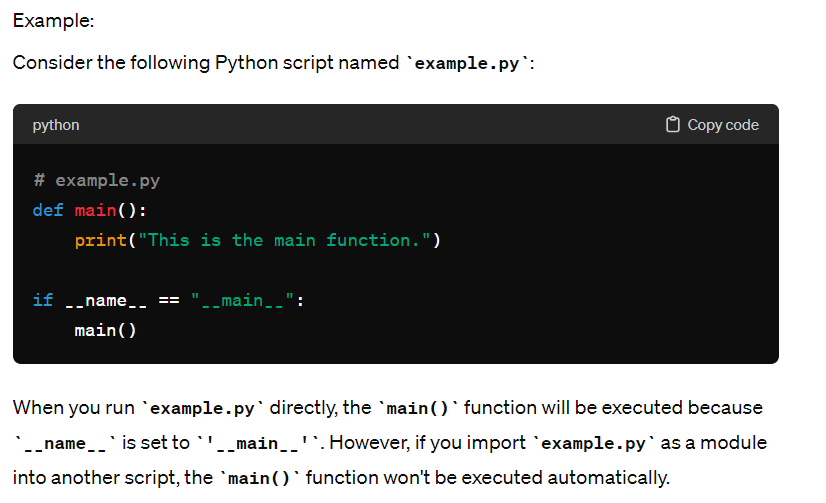 Example:
Consider the following Python script named `example.py`:
python
Copy code
# example.py
def main():
    print("This is the main function.")
if __name__ == "__main__":
    main()
When you run `example.py` directly, the `main()` function will be executed because
`__name__` is set to `'__main__'`. However, if you import `example.py` as a module
into another script, the `main()` function won't be executed automatically.